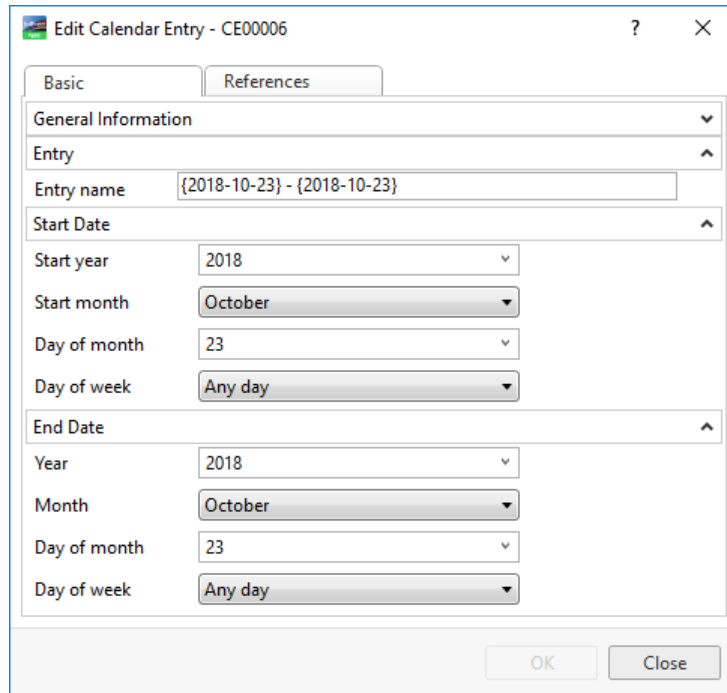 Edit Calendar Entry - CE00006 ?
Basic References
General Information
Entry
Entry name {2018-10-23} - {2018-10-23}
Start Date
Start year 2018
Start month October
Day of month 23
Day of week Any day
End Date
Year 2018
Month October
Day of month 23
Day of week Any day
OK Close